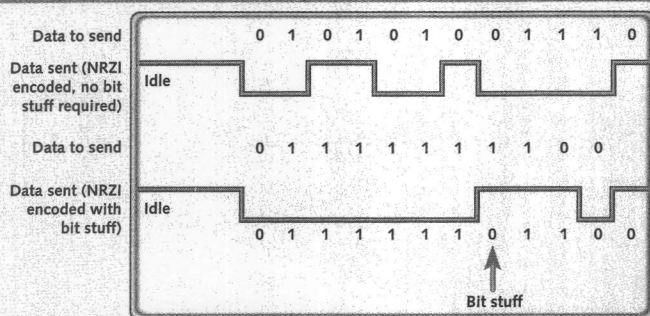 Data to send 0 1 0 1 0 1 0 0 1 1 1 0
Data sent (NRZI
encoded, no bit
stuff required)
Idle
Data to send 0 1 1 1 1 1 1 1 1 0 0
Data sent (NRZI
encoded with
bit stuff)
Idle
0 1 1 1 1 1 1 0 1 1 0 0
Bit stuff